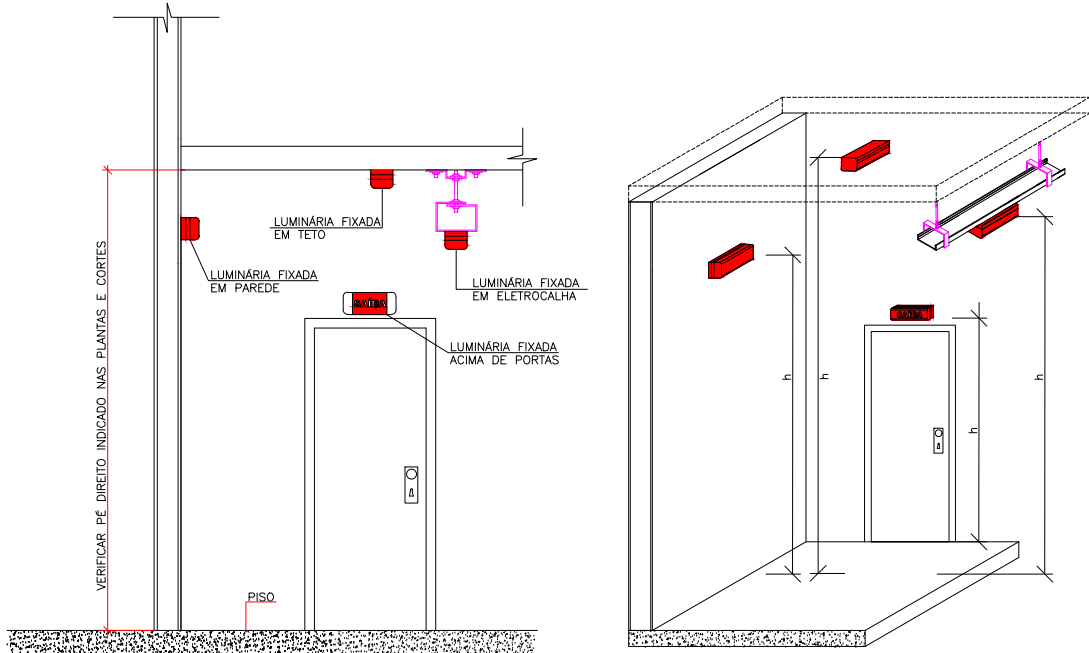 LUMINÁRIA FIXADA
EM TETO
LUMINÁRIA FIXADA
EM PAREDE
LUMINÁRIA FIXADA
EM ELETROCALHA
SAÍDA
LUMINÁRIA FIXADA
ACIMA DE PORTAS
VERIFICAR PÉ DIREITO INDICADO NAS PLANTAS E CORTES
PISO
SAÍDA
h
h
h
h